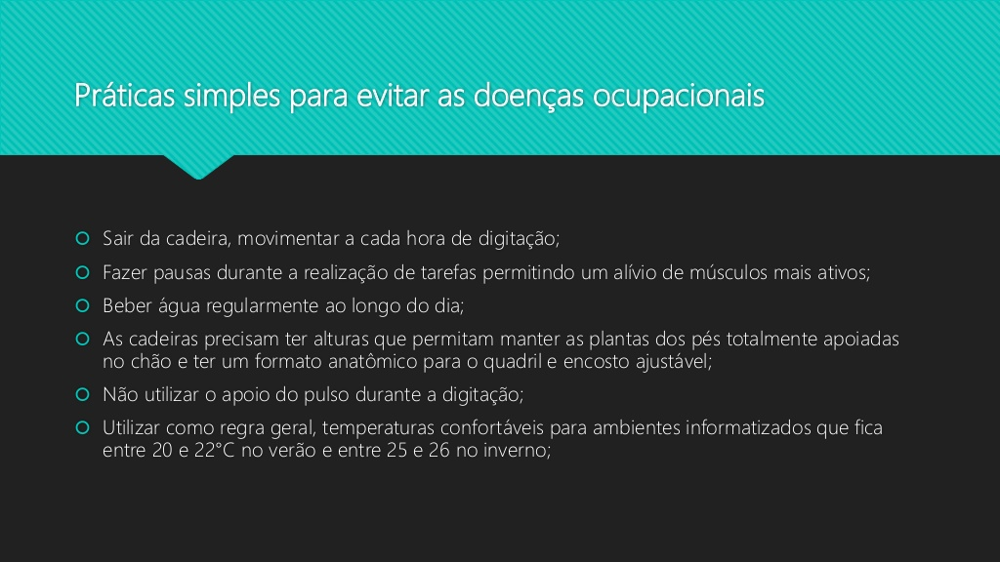 Práticas simples para evitar as doenças ocupacionais
Sair da cadeira, movimentar a cada hora de digitação;
Fazer pausas durante a realização de tarefas permitindo um alívio de músculos mais ativos;
Beber água regularmente ao longo do dia;
As cadeiras precisam ter alturas que permitam manter as plantas dos pés totalmente apoiadas
no chão e ter um formato anatômico para o quadril e encosto ajustável;
Não utilizar o apoio do pulso durante a digitação;
Utilizar como regra geral, temperaturas confortáveis para ambientes informatizados que fica
entre 20 e 22°C no verão e entre 25 e 26 no inverno;